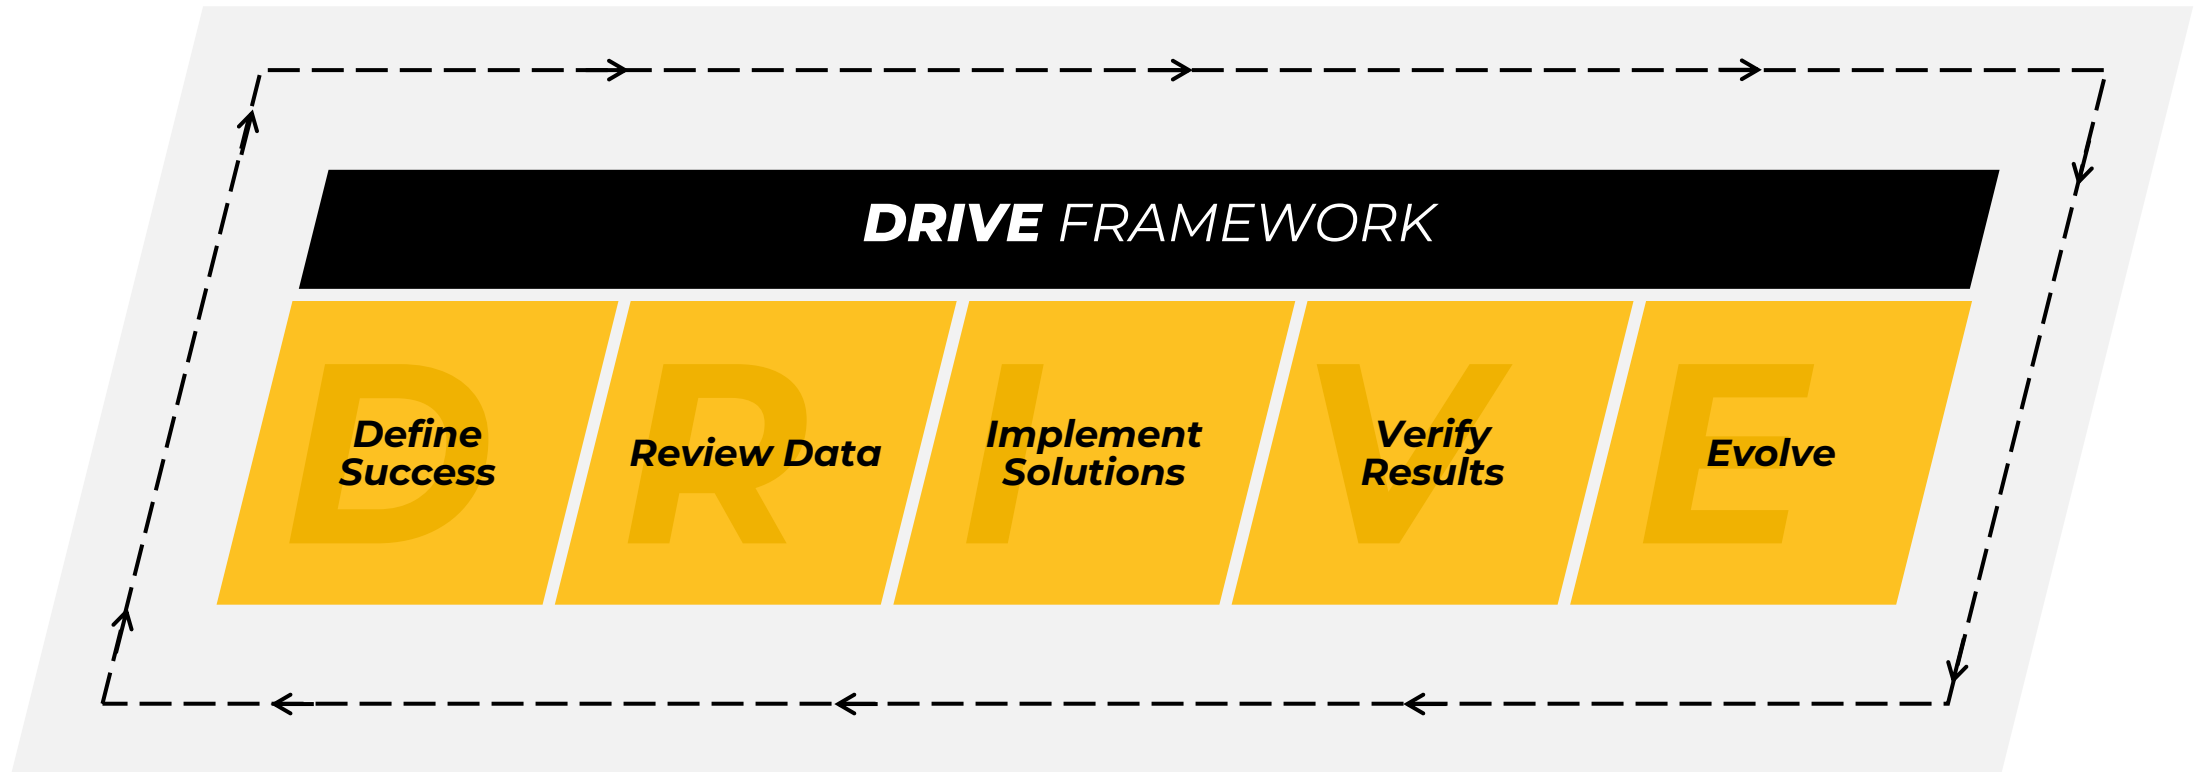 DRIVE FRAMEWORK
D
Define
Success
R
Review Data
I
Implement
Solutions
V
Verify
Results
E
Evolve